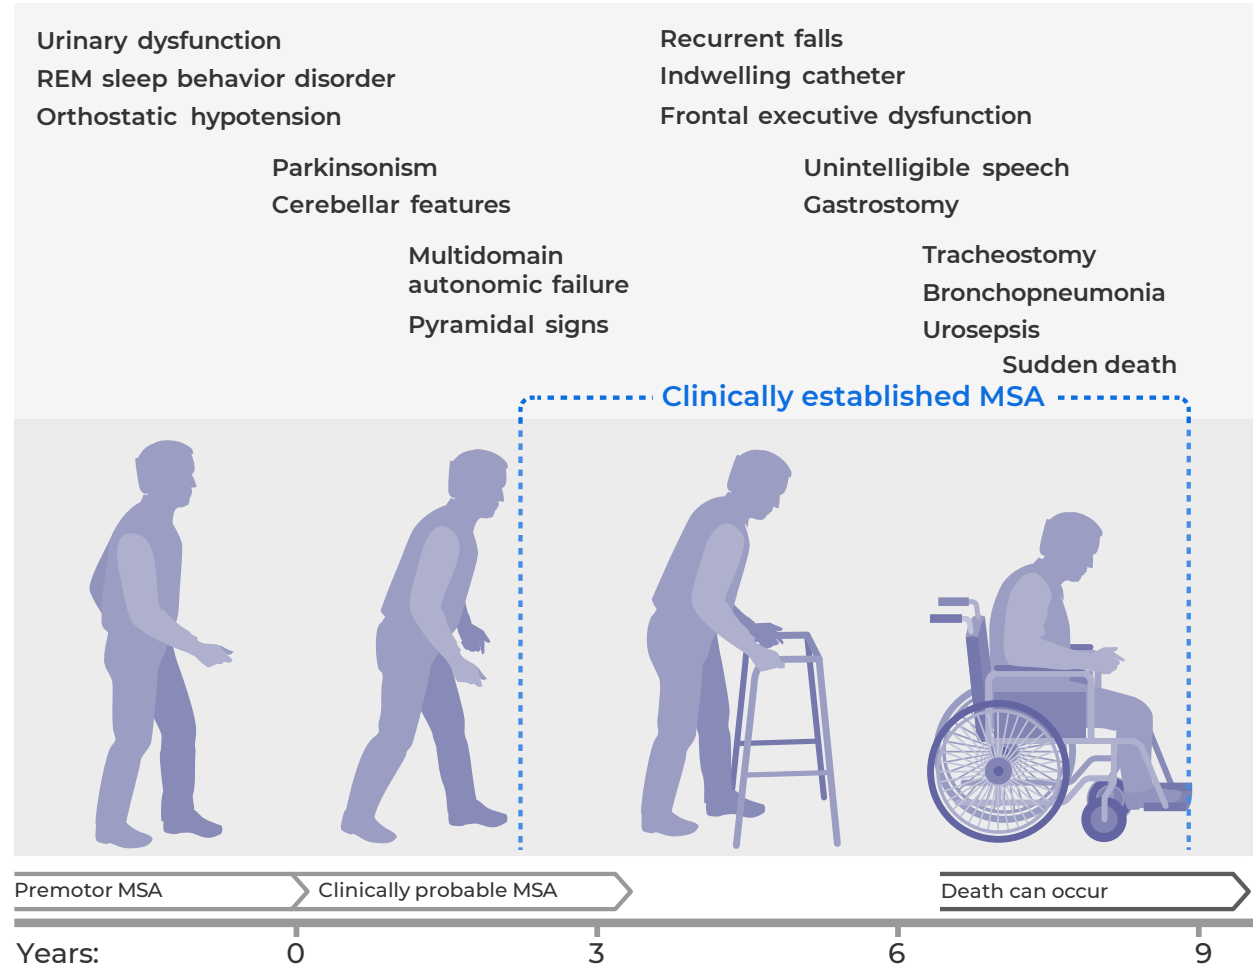 Urinary dysfunction
REM sleep behavior disorder
Orthostatic hypotension
Parkinsonism
Cerebellar features
Multidomain
autonomic failure
Pyramidal signs
Recurrent falls
Indwelling catheter
Frontal executive dysfunction
Unintelligible speech
Gastrostomy
Tracheostomy
Bronchopneumonia
Urosepsis
Sudden death
Clinically established MSA
Premotor MSA
Clinically probable MSA
Death can occur
Years: 0 3 6 9